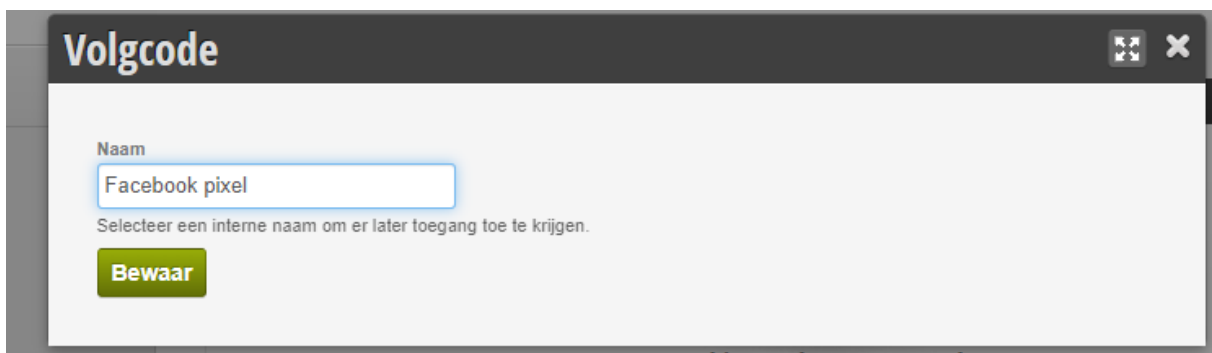 Volgcode
Naam
Facebook pixel
Selecteer een interne naam om er later toegang toe te krijgen.
Bewaar